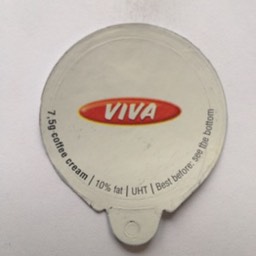 VIVA
7,5g coffee cream | 10% fat | UHT | Best before: see the bottom